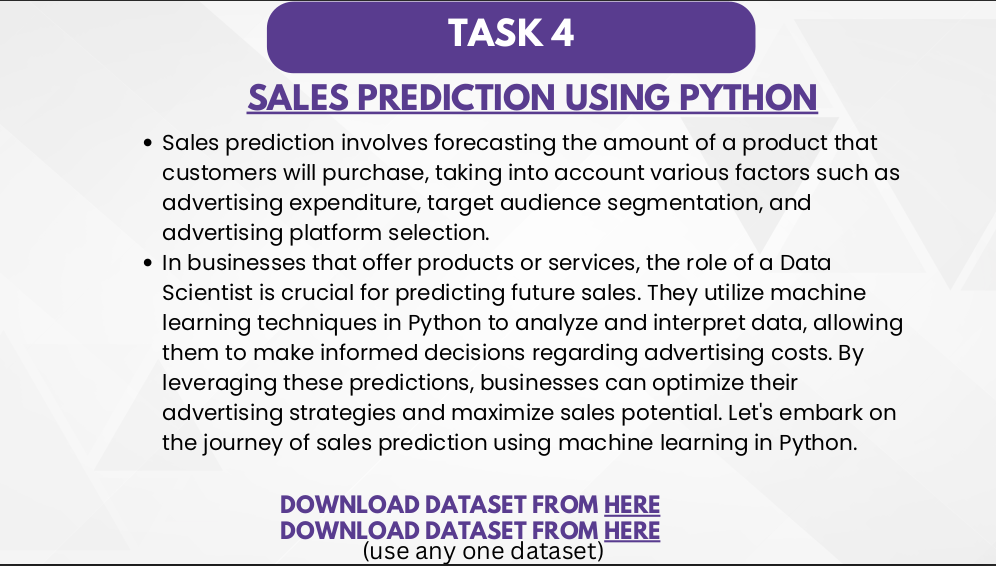 TASK 4
SALES PREDICTION USING PYTHON
• Sales prediction involves forecasting the amount of a product that
customers will purchase, taking into account various factors such as
advertising expenditure, target audience segmentation, and
advertising platform selection.
• In businesses that offer products or services, the role of a Data
Scientist is crucial for predicting future sales. They utilize machine
learning techniques in Python to analyze and interpret data, allowing
them to make informed decisions regarding advertising costs. By
leveraging these predictions, businesses can optimize their
advertising strategies and maximize sales potential. Let's embark on
the journey of sales prediction using machine learning in Python.
DOWNLOAD DATASET FROM HERE
DOWNLOAD DATASET FROM HERE
(use any one dataset)